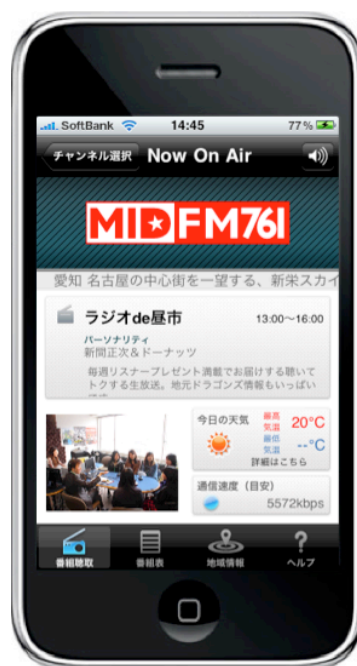 SoftBank 14:45 77%
チャンネル選択 Now On Air
MID FM761
愛知 名古屋の中心街を一望する、新栄スカイ
ラジオde昼市 13:00～16:00
パーソナリティ
新間正次＆ドーナッツ
毎週リスナープレゼント満載でお届けする聴いて
トクする生放送。地元ドラゴンズ情報もいっぱい
今日の天気 最高気温 20°C
最低気温 --°C
詳細はこちら
通信速度（目安）
5572kbps
番組聴取 番組表 地域情報 ヘルプ